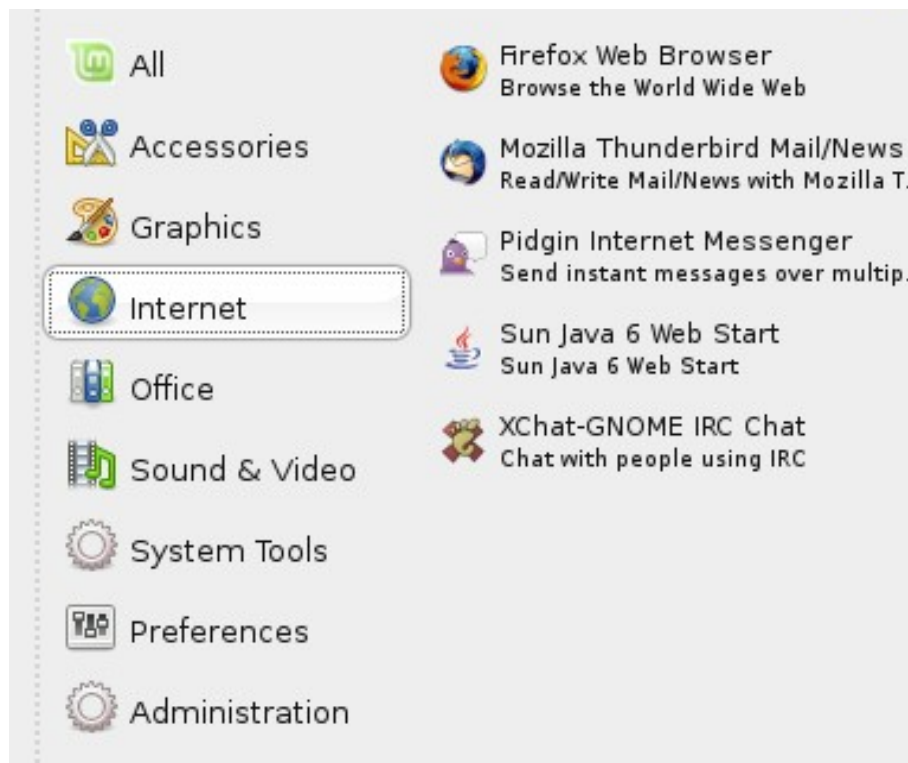 All
Accessories
Graphics
Internet
Office
Sound & Video
System Tools
Preferences
Administration
Firefox Web Browser
Browse the World Wide Web
Mozilla Thunderbird Mail/News
Read/Write Mail/News with Mozilla T.
Pidgin Internet Messenger
Send instant messages over multip.
Sun Java 6 Web Start
Sun Java 6 Web Start
XChat-GNOME IRC Chat
Chat with people using IRC